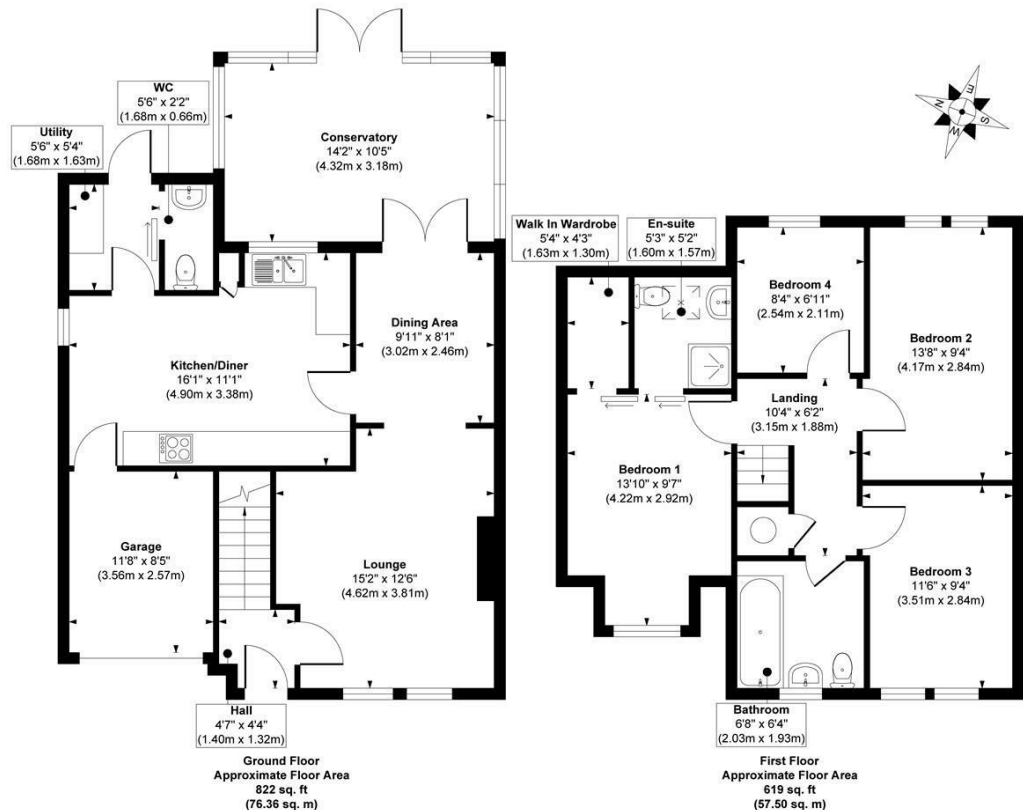 WC
5'6" x 2'2"
(1.68m x 0.66m)
Utility
5'6" x 5'4"
(1.68m x 1.63m)
Conservatory
14'2" x 10'5"
(4.32m x 3.18m)
Kitchen/Diner
16'1" x 11'1"
(4.90m x 3.38m)
Dining Area
9'11" x 8'1"
(3.02m x 2.46m)
Garage
11'8" x 8'5"
(3.56m x 2.57m)
Lounge
15'2" x 12'6"
(4.62m x 3.81m)
Hall
4'7" x 4'4"
(1.40m x 1.32m)
Ground Floor
Approximate Floor Area
822 sq. ft
(76.36 sq. m)
N
E
S
W
Walk In Wardrobe
5'4" x 4'3"
(1.63m x 1.30m)
En-suite
5'3" x 5'2"
(1.60m x 1.57m)
Bedroom 4
8'4" x 6'11"
(2.54m x 2.11m)
Bedroom 2
13'8" x 9'4"
(4.17m x 2.84m)
Landing
10'4" x 6'2"
(3.15m x 1.88m)
Bedroom 1
13'10" x 9'7"
(4.22m x 2.92m)
Bedroom 3
11'6" x 9'4"
(3.51m x 2.84m)
Bathroom
6'8" x 6'4"
(2.03m x 1.93m)
First Floor
Approximate Floor Area
619 sq. ft
(57.50 sq. m)